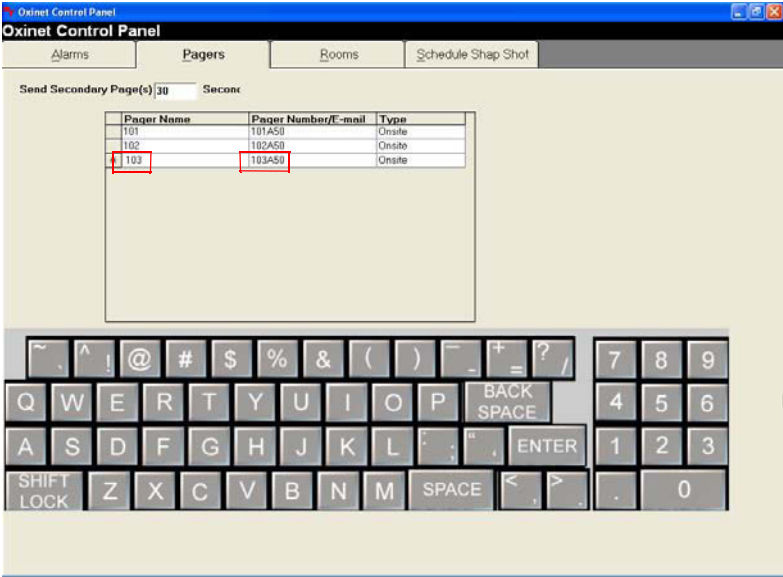 Oxinet Control Panel
Oxinet Control Panel
Alarms Pagers Rooms Schedule Shap Shot
Send Secondary Page(s) 30 Secon
Pager Name Pager Number/E-mail Type
101 101A50 Onsite
102 102A50 Onsite
103 103A50 Onsite
~ ` ^ ! @ # $ % & ( ) _ - + = ? / 7 8 9
Q W E R T Y U I O P BACK SPACE 4 5 6
A S D F G H J K L : ; " ' ENTER 1 2 3
SHIFT LOCK Z X C V B N M SPACE < , > . . 0